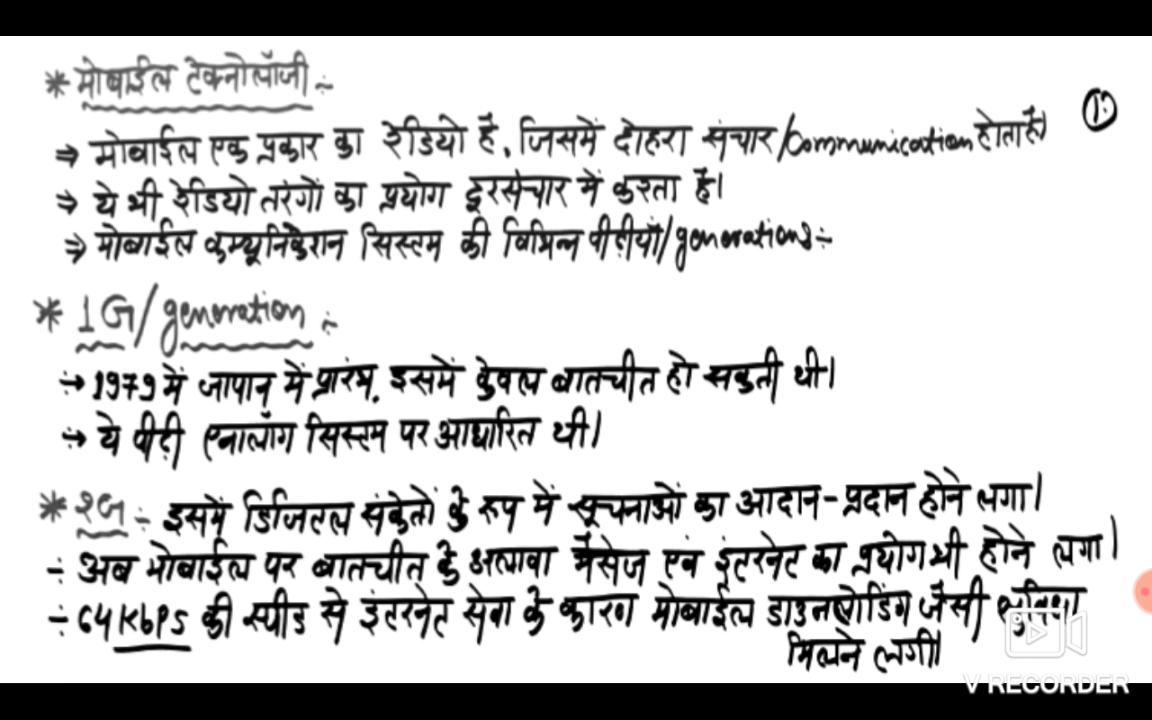 * मोबाईल टेक्नोलॉजी :-
⇒ मोबाईल एक प्रकार का रेडियो है, जिसमें दोहरा संचार/Communication होता है।
1.
⇒ ये भी रेडियो तरंगों का प्रयोग दूरसंचार में करता है।
⇒ मोबाईल कम्यूनिकेशन सिस्टम की विभिन्न पीढ़ीयाँ/generations :-
* 1G/generation :-
→ 1979 में जापान में प्रारंभ, इसमें केवल बातचीत हो सकती थी।
→ ये पीढ़ी एनालॉग सिस्टम पर आधारित थी।
* 2G :- इसमें डिजिटल संकेतों के रूप में सूचनाओं का आदान-प्रदान होने लगा।
- अब मोबाईल पर बातचीत के अलावा मैसेज एवं इंटरनेट का प्रयोग भी होने लगा।
- 64Kbps की स्पीड से इंटरनेट सेवा के कारण मोबाईल डाउनलोडिंग जैसी सुविधा
मिलने लगी।
V RECORDER